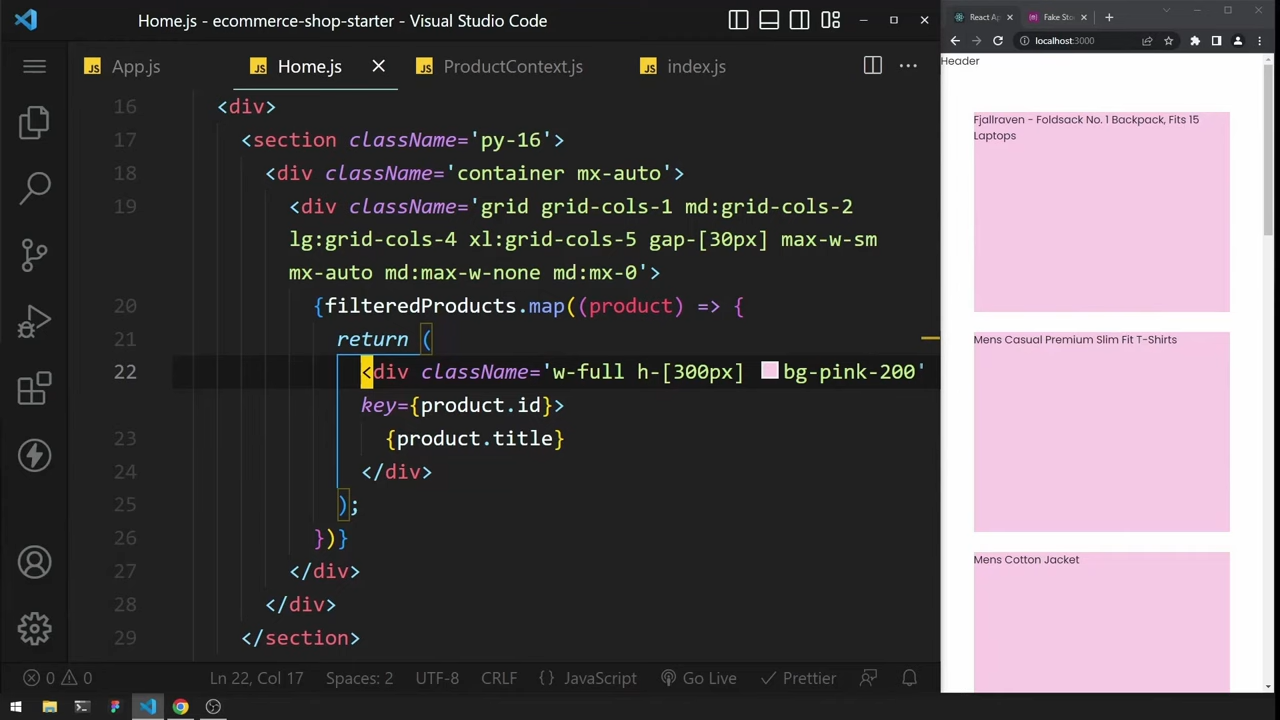 Home.js - ecommerce-shop-starter - Visual Studio Code
App.js
Home.js
ProductContext.js
index.js
16 <div>
17 <section className='py-16'>
18 <div className='container mx-auto'>
19 <div className='grid grid-cols-1 md:grid-cols-2
lg:grid-cols-4 xl:grid-cols-5 gap-[30px] max-w-sm
mx-auto md:max-w-none md:mx-0'>
20 {filteredProducts.map((product) => {
21 return (
22 <div className='w-full h-[300px] bg-pink-200'
key={product.id}>
23 {product.title}
24 </div>
25 );
26 })}
27 </div>
28 </div>
29 </section>
0 0
Ln 22, Col 17
Spaces: 2
UTF-8
CRLF
{} JavaScript
Go Live
Prettier
React Ap
Fake Sto
localhost:3000
Header
Fjallraven - Foldsack No. 1 Backpack, Fits 15
Laptops
Mens Casual Premium Slim Fit T-Shirts
Mens Cotton Jacket